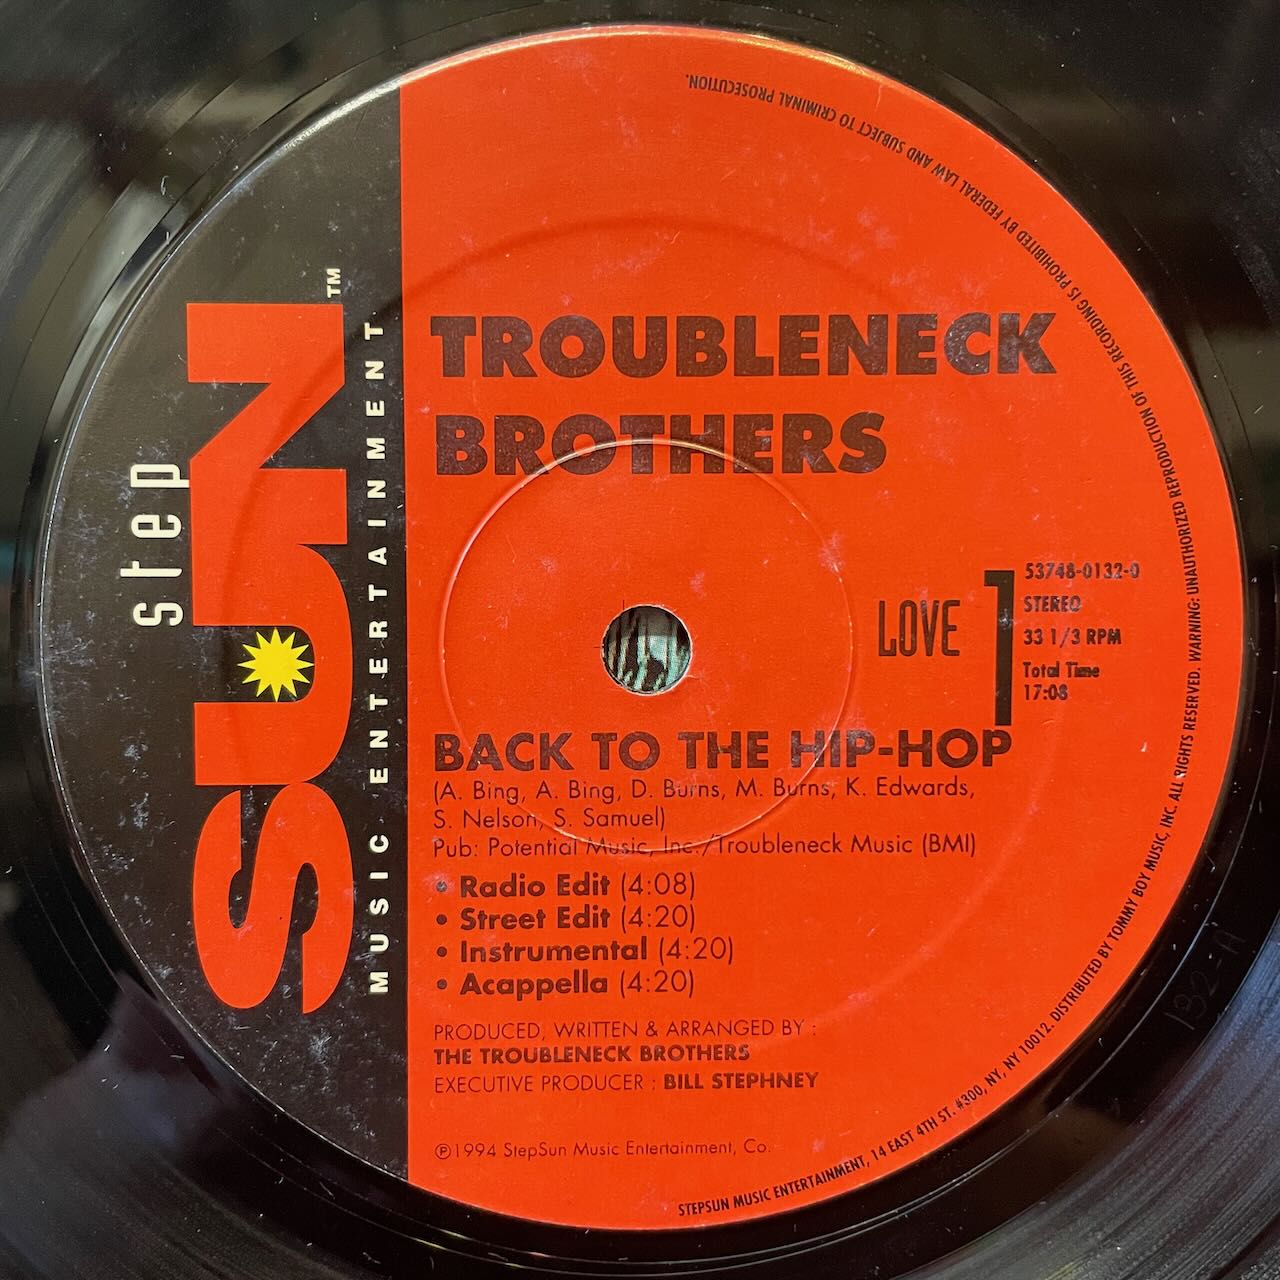 step
SUN
TM
MUSIC ENTERTAINMENT
TROUBLENECK
BROTHERS
LOVE 1
53748-0132-0
STEREO
33 1/3 RPM
Total Time
17:08
BACK TO THE HIP-HOP
(A. Bing, A. Bing, D. Burns, M. Burns, K. Edwards,
S. Nelson, S. Samuel)
Pub: Potential Music, Inc./Troubleneck Music (BMI)
• Radio Edit (4:08)
• Street Edit (4:20)
• Instrumental (4:20)
• Acappella (4:20)
PRODUCED, WRITTEN & ARRANGED BY :
THE TROUBLENECK BROTHERS
EXECUTIVE PRODUCER : BILL STEPHNEY
℗1994 StepSun Music Entertainment, Co.
STEPSUN MUSIC ENTERTAINMENT, 14 EAST 4TH ST. #300, NY, NY 10012. DISTRIBUTED BY TOMMY BOY MUSIC, INC. ALL RIGHTS RESERVED. WARNING: UNAUTHORIZED REPRODUCTION OF THIS RECORDING IS PROHIBITED BY FEDERAL LAW AND SUBJECT TO CRIMINAL PROSECUTION.
132-A